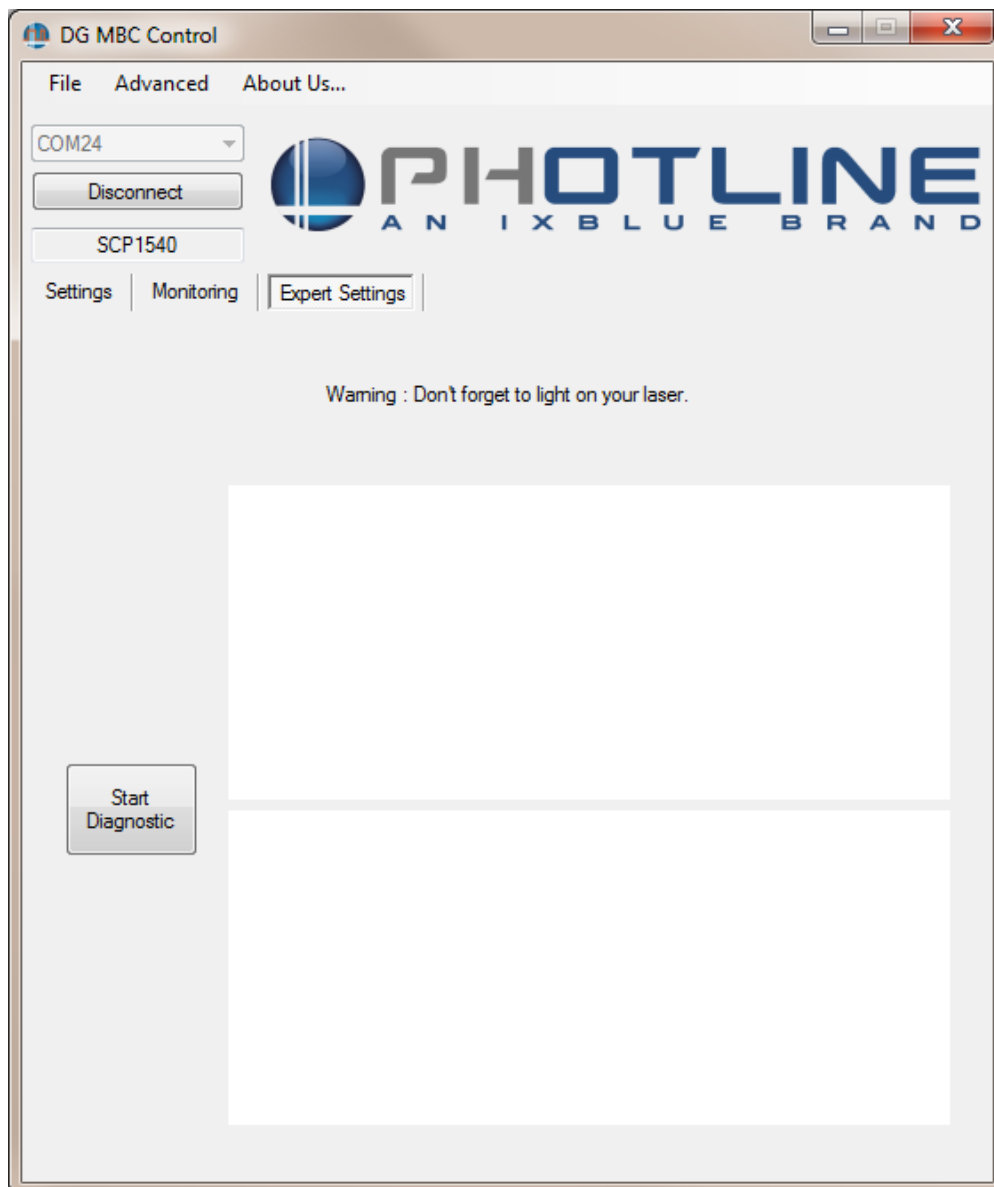 DG MBC Control
File Advanced About Us...
COM24
Disconnect
SCP1540
PHOTLINE
AN IXBLUE BRAND
Settings Monitoring Expert Settings
Warning : Don't forget to light on your laser.
Start
Diagnostic